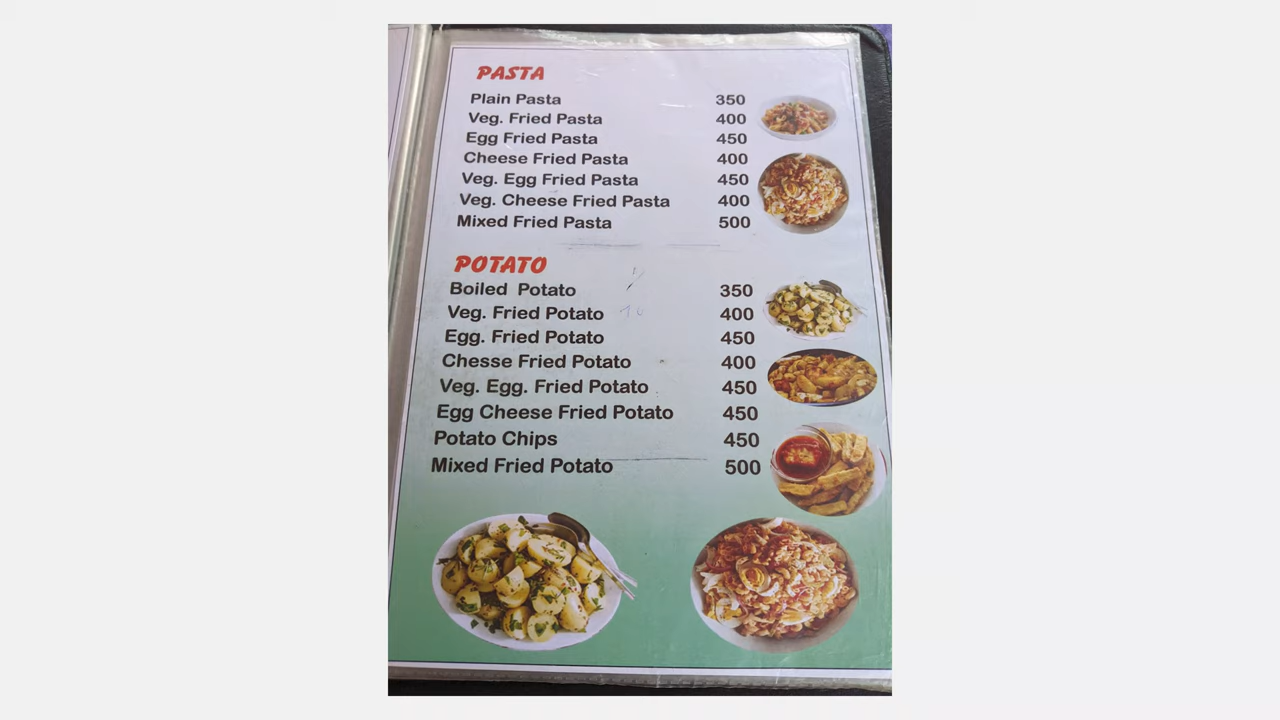 PASTA
Plain Pasta 350
Veg. Fried Pasta 400
Egg Fried Pasta 450
Cheese Fried Pasta 400
Veg. Egg Fried Pasta 450
Veg. Cheese Fried Pasta 400
Mixed Fried Pasta 500
POTATO
Boiled Potato 350
Veg. Fried Potato 400
Egg. Fried Potato 450
Chesse Fried Potato 400
Veg. Egg. Fried Potato 450
Egg Cheese Fried Potato 450
Potato Chips 450
Mixed Fried Potato 500